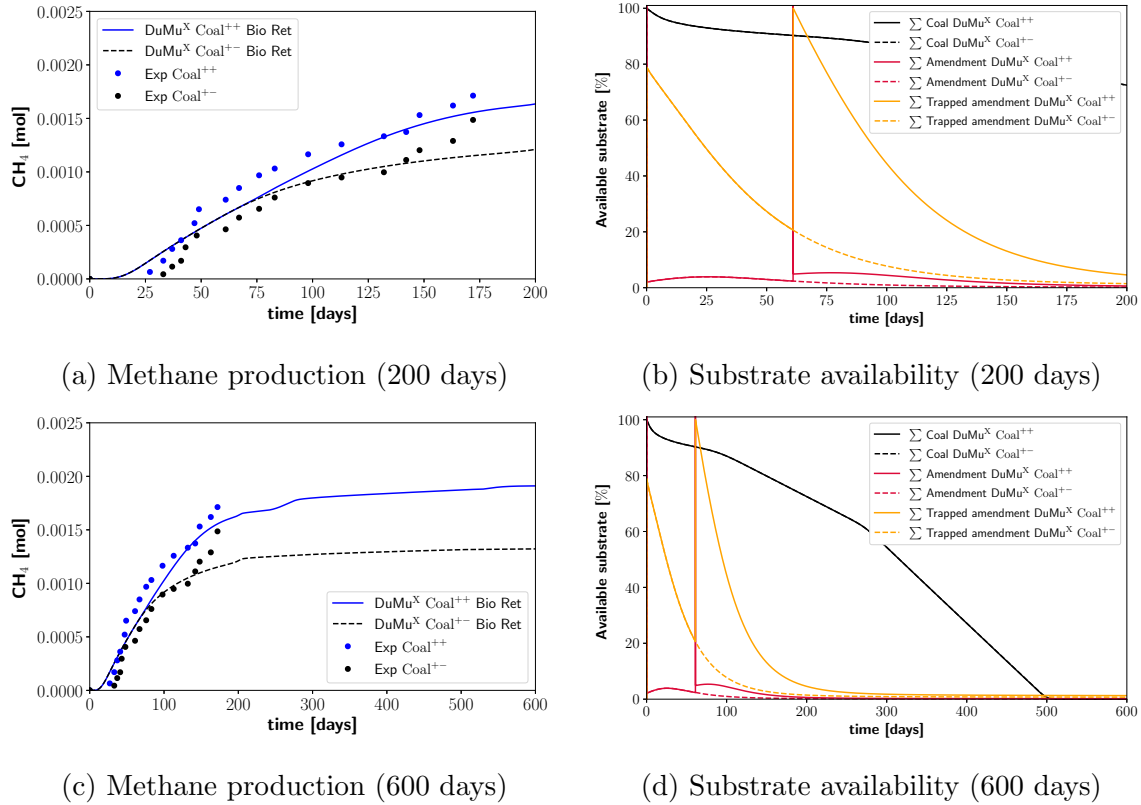 0.0025
0.0020
0.0015
0.0010
0.0005
0.0000
CH₄ [mol]
DuMuˣ Coal⁺⁺ Bio Ret
DuMuˣ Coal⁺⁻ Bio Ret
Exp Coal⁺⁺
Exp Coal⁺⁻
0 25 50 75 100 125 150 175 200
time [days]
100
80
60
40
20
0
Available substrate [%]
∑ Coal DuMuˣ Coal⁺⁺
∑ Coal DuMuˣ Coal⁺⁻
∑ Amendment DuMuˣ Coal⁺⁺
∑ Amendment DuMuˣ Coal⁺⁻
∑ Trapped amendment DuMuˣ Coal⁺⁺
∑ Trapped amendment DuMuˣ Coal⁺⁻
0 25 50 75 100 125 150 175 200
time [days]
(a) Methane production (200 days)
(b) Substrate availability (200 days)
0.0025
0.0020
0.0015
0.0010
0.0005
0.0000
CH₄ [mol]
DuMuˣ Coal⁺⁺ Bio Ret
DuMuˣ Coal⁺⁻ Bio Ret
Exp Coal⁺⁺
Exp Coal⁺⁻
0 100 200 300 400 500 600
time [days]
100
80
60
40
20
0
Available substrate [%]
∑ Coal DuMuˣ Coal⁺⁺
∑ Coal DuMuˣ Coal⁺⁻
∑ Amendment DuMuˣ Coal⁺⁺
∑ Amendment DuMuˣ Coal⁺⁻
∑ Trapped amendment DuMuˣ Coal⁺⁺
∑ Trapped amendment DuMuˣ Coal⁺⁻
0 100 200 300 400 500 600
time [days]
(c) Methane production (600 days)
(d) Substrate availability (600 days)